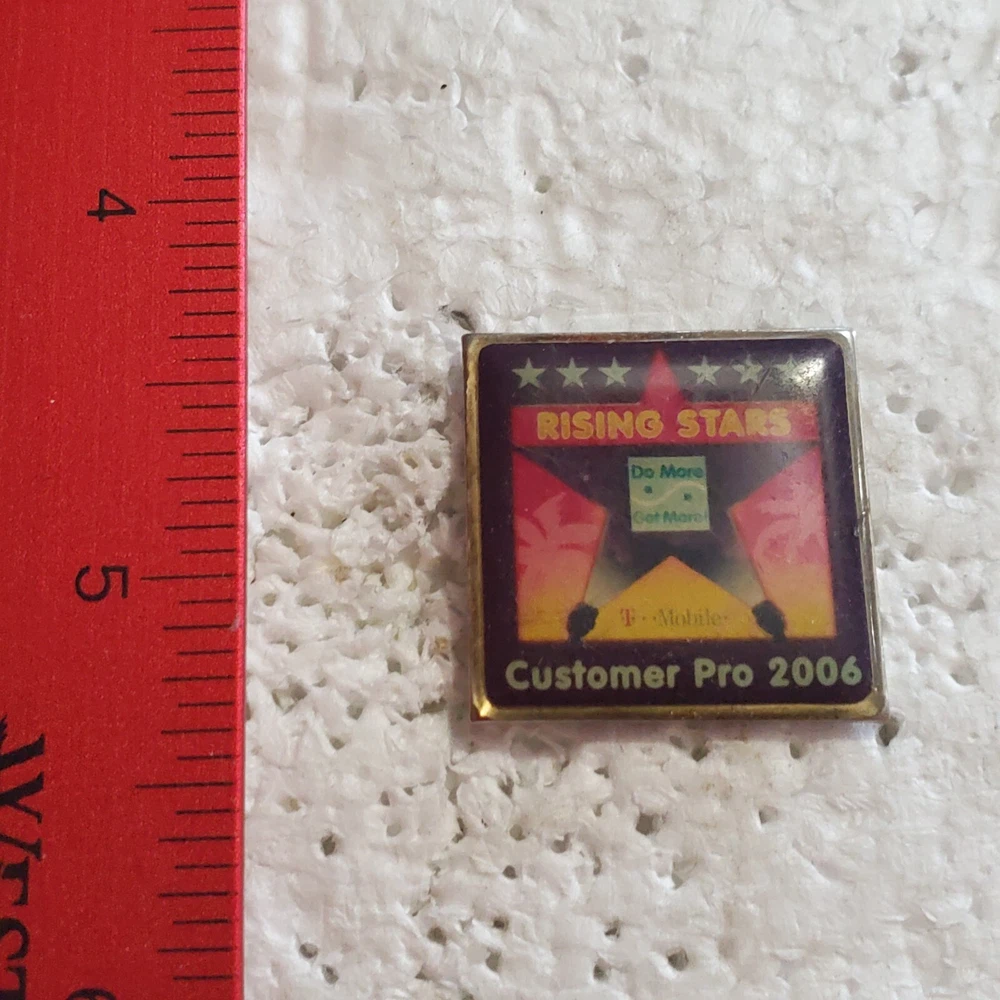 4
5
RISING STARS
Do More
Get More!
T · Mobile ·
Customer Pro 2006